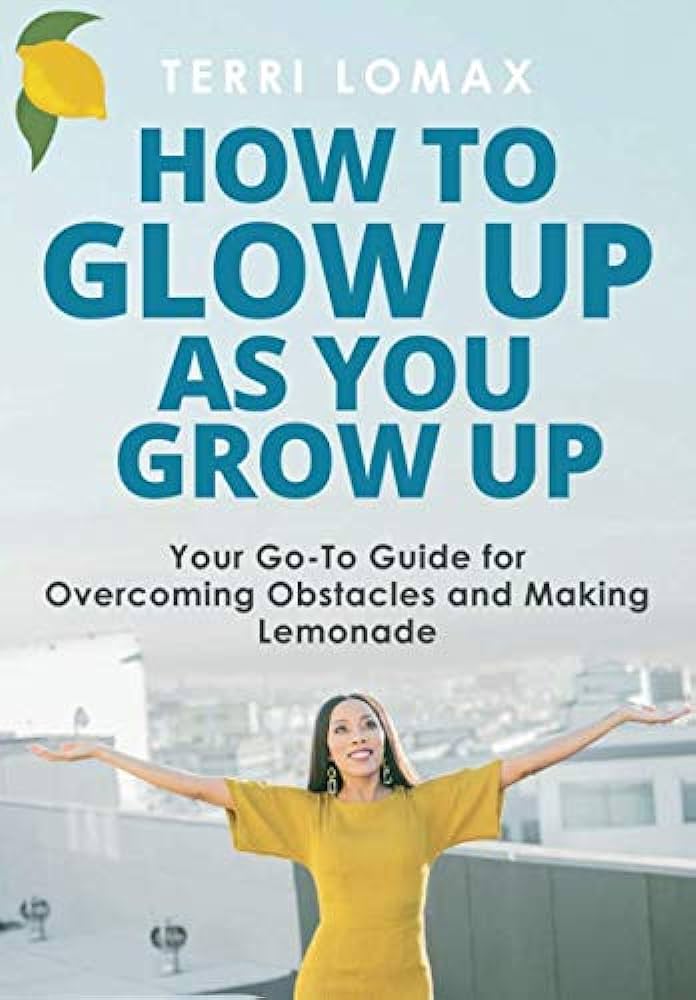 TERRI LOMAX
HOW TO
GLOW UP
AS YOU
GROW UP
Your Go-To Guide for
Overcoming Obstacles and Making
Lemonade